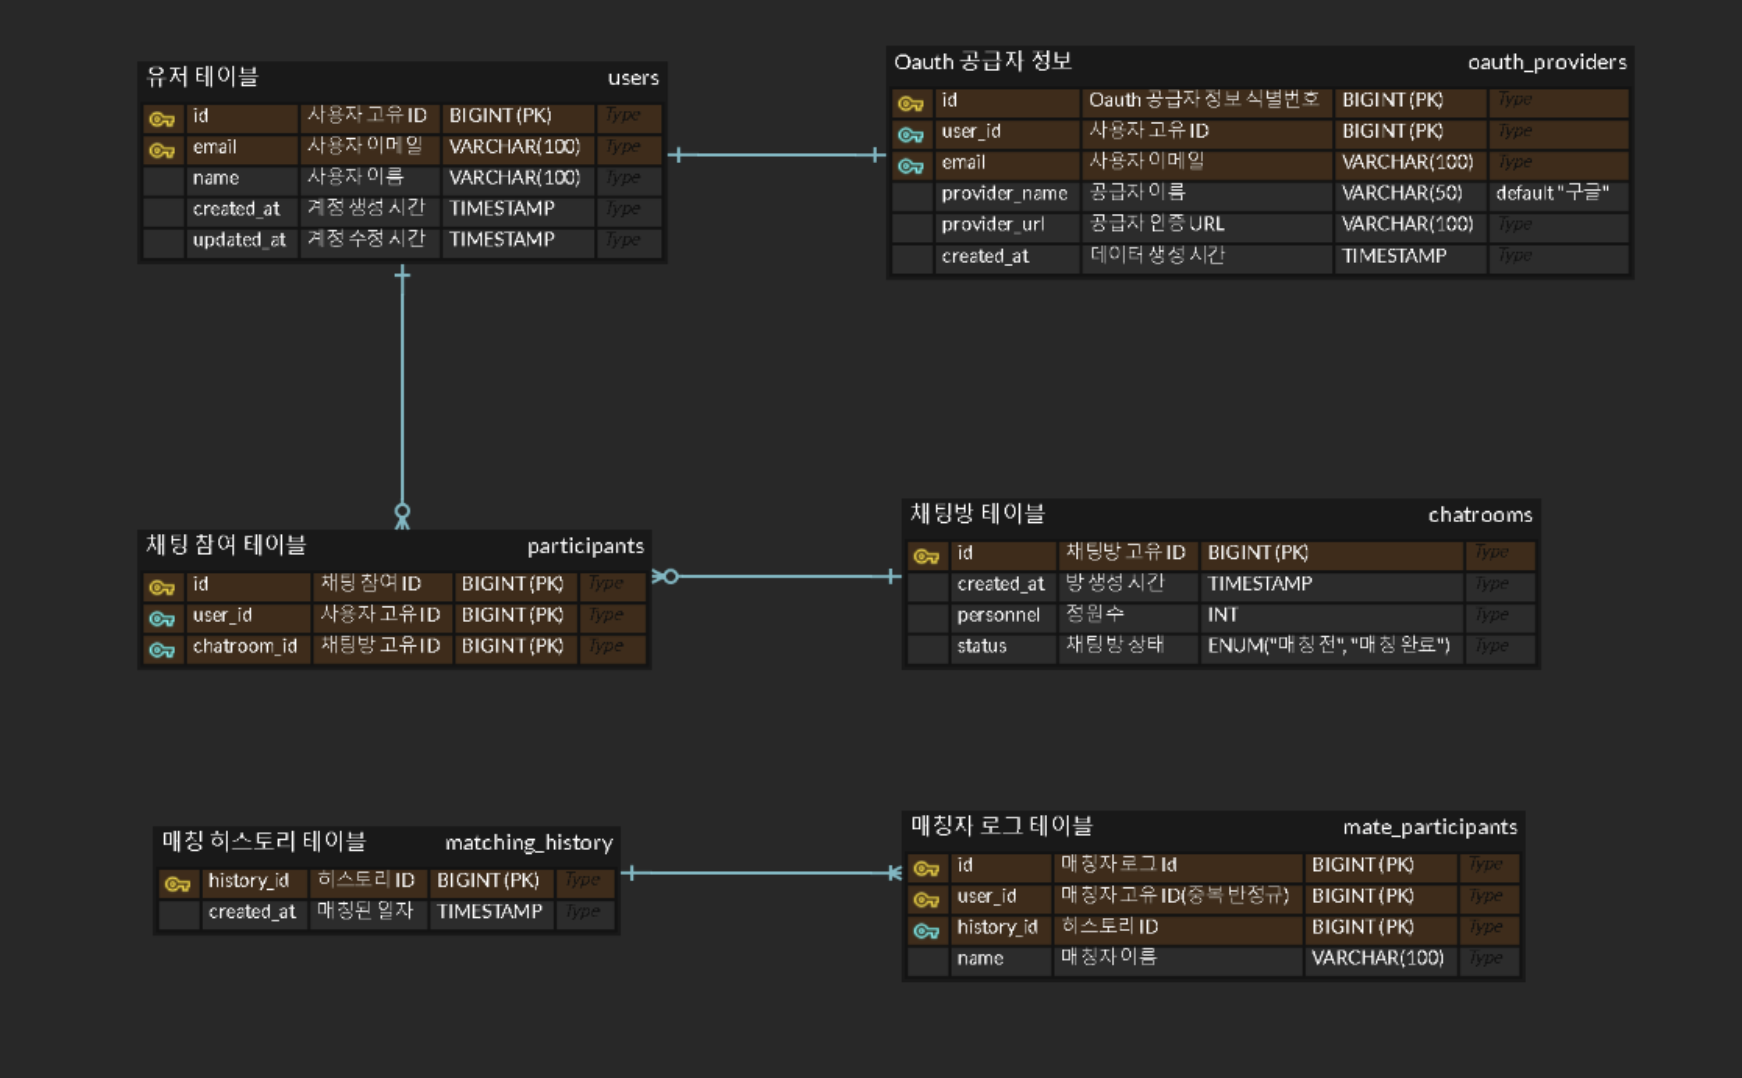 유저 테이블 users
id 사용자 고유 ID BIGINT (PK) Type
email 사용자 이메일 VARCHAR(100) Type
name 사용자 이름 VARCHAR(100) Type
created_at 계정 생성 시간 TIMESTAMP Type
updated_at 계정 수정 시간 TIMESTAMP Type
Oauth 공급자 정보 oauth_providers
id Oauth 공급자 정보 식별번호 BIGINT (PK) Type
user_id 사용자 고유 ID BIGINT (PK) Type
email 사용자 이메일 VARCHAR(100) Type
provider_name 공급자 이름 VARCHAR(50) default "구글"
provider_url 공급자 인증 URL VARCHAR(100) Type
created_at 데이터 생성 시간 TIMESTAMP Type
채팅 참여 테이블 participants
id 채팅 참여 ID BIGINT (PK) Type
user_id 사용자 고유 ID BIGINT (PK) Type
chatroom_id 채팅방 고유 ID BIGINT (PK) Type
채팅방 테이블 chatrooms
id 채팅방 고유 ID BIGINT (PK) Type
created_at 방 생성 시간 TIMESTAMP Type
personnel 정원 수 INT Type
status 채팅방 상태 ENUM("매칭 전", "매칭 완료") Type
매칭 히스토리 테이블 matching_history
history_id 히스토리 ID BIGINT (PK) Type
created_at 매칭된 일자 TIMESTAMP Type
매칭자 로그 테이블 mate_participants
id 매칭자 로그 Id BIGINT (PK) Type
user_id 매칭자 고유 ID(중복 반정규) BIGINT (PK) Type
history_id 히스토리 ID BIGINT (PK) Type
name 매칭자 이름 VARCHAR(100) Type